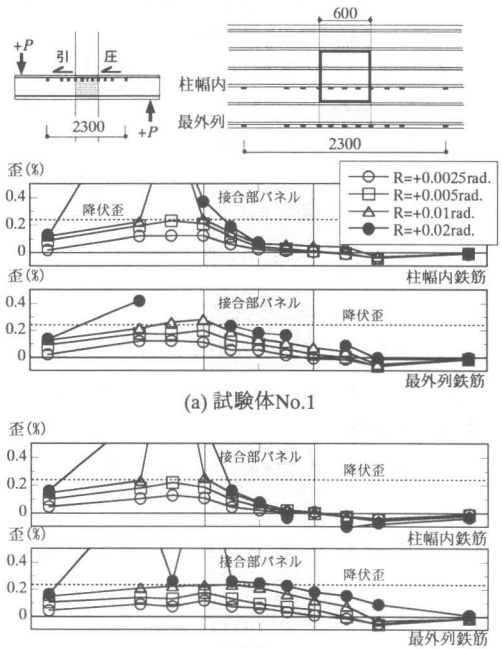 +P
引
圧
2300
+P
600
柱幅内
最外列
2300
R=+0.0025rad.
R=+0.005rad.
R=+0.01rad.
R=+0.02rad.
歪(%)
0.4
0.2
0
降伏歪
接合部パネル
柱幅内鉄筋
0.4
0.2
0
接合部パネル
降伏歪
最外列鉄筋
(a) 試験体No.1
歪(%)
0.4
0.2
0
接合部パネル
降伏歪
柱幅内鉄筋
0.4
0.2
0
接合部パネル
降伏歪
最外列鉄筋